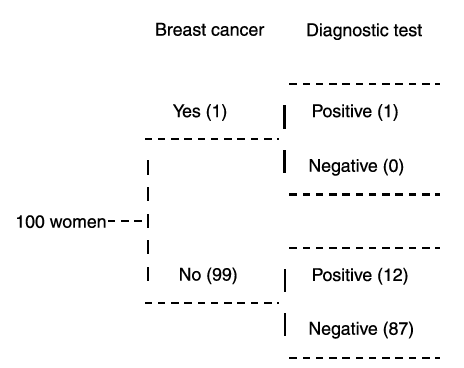 Breast cancer Diagnostic test
Yes (1) Positive (1)
Negative (0)
100 women
No (99) Positive (12)
Negative (87)